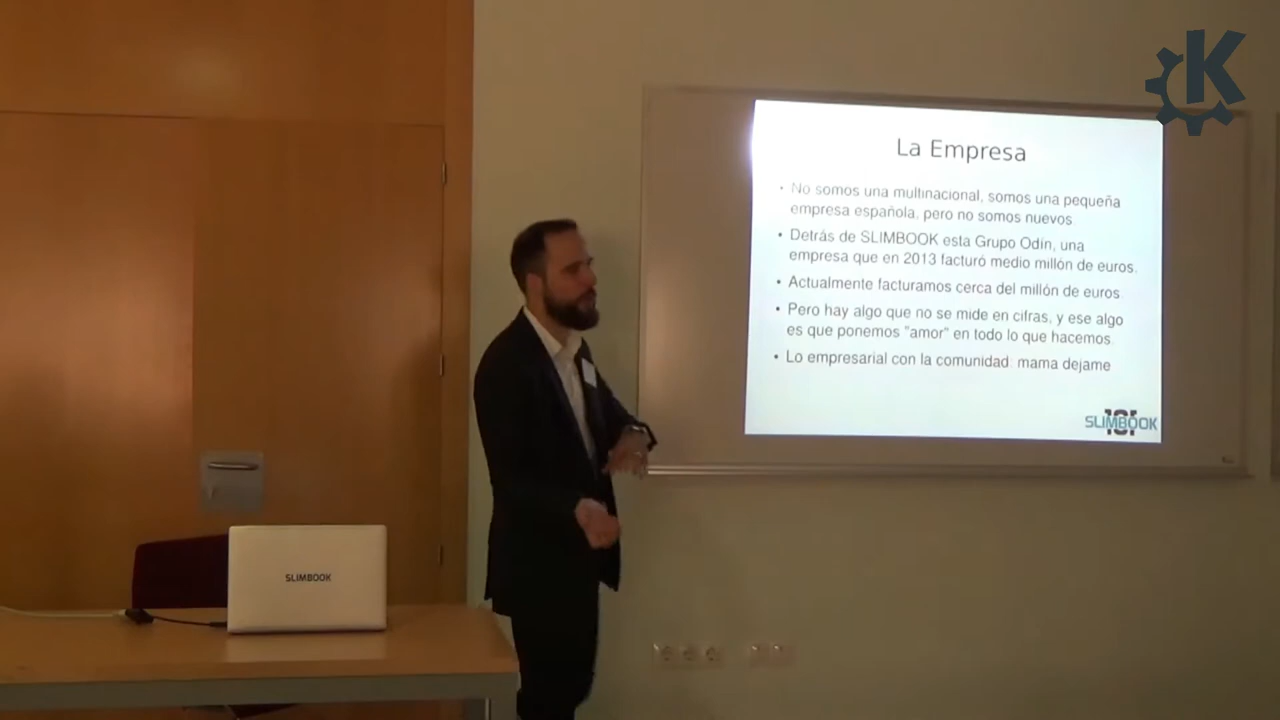 K
La Empresa
• No somos una multinacional, somos una pequeña
empresa española, pero no somos nuevos
• Detrás de SLIMBOOK esta Grupo Odín, una
empresa que en 2013 facturó medio millón de euros.
• Actualmente facturamos cerca del millón de euros
• Pero hay algo que no se mide en cifras, y ese algo
es que ponemos "amor" en todo lo que hacemos
• Lo empresarial con la comunidad: mama dejame
SLIMBOOK
SLIMBOOK